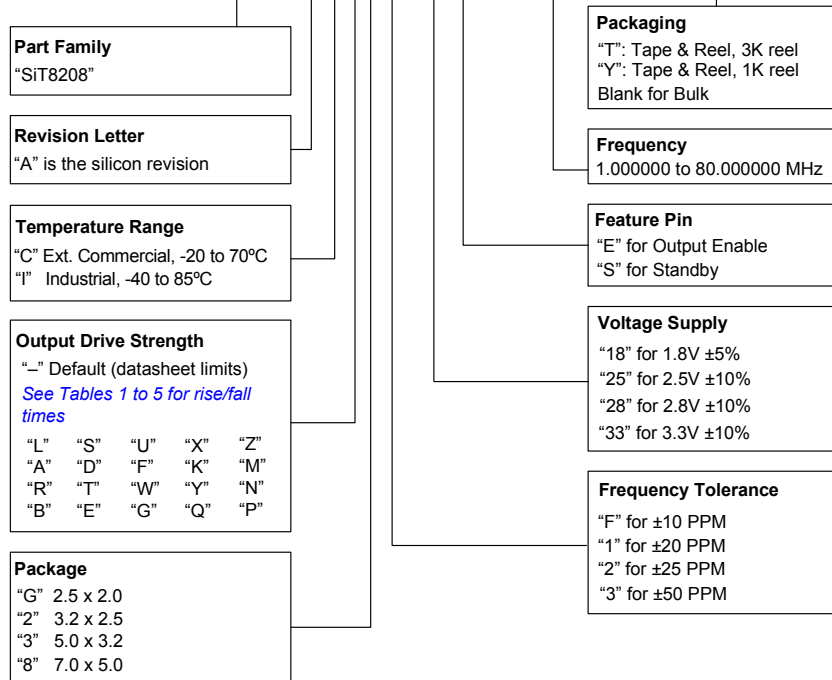 Part Family
“SiT8208”
Revision Letter
“A” is the silicon revision
Temperature Range
“C” Ext. Commercial, -20 to 70ºC
“I” Industrial, -40 to 85ºC
Output Drive Strength
“–” Default (datasheet limits)
See Tables 1 to 5 for rise/fall
times
“L” “S” “U” “X” “Z”
“A” “D” “F” “K” “M”
“R” “T” “W” “Y” “N”
“B” “E” “G” “Q” “P”
Package
“G” 2.5 x 2.0
“2” 3.2 x 2.5
“3” 5.0 x 3.2
“8” 7.0 x 5.0
Packaging
“T”: Tape & Reel, 3K reel
“Y”: Tape & Reel, 1K reel
Blank for Bulk
Frequency
1.000000 to 80.000000 MHz
Feature Pin
“E” for Output Enable
“S” for Standby
Voltage Supply
“18” for 1.8V ±5%
“25” for 2.5V ±10%
“28” for 2.8V ±10%
“33” for 3.3V ±10%
Frequency Tolerance
“F” for ±10 PPM
“1” for ±20 PPM
“2” for ±25 PPM
“3” for ±50 PPM